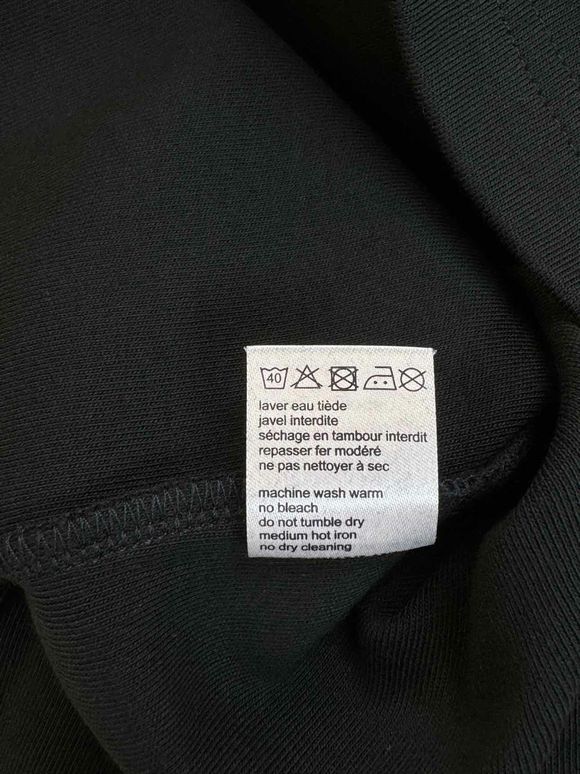 40
laver eau tiède
javel interdite
séchage en tambour interdit
repasser fer modéré
ne pas nettoyer à sec
machine wash warm
no bleach
do not tumble dry
medium hot iron
no dry cleaning